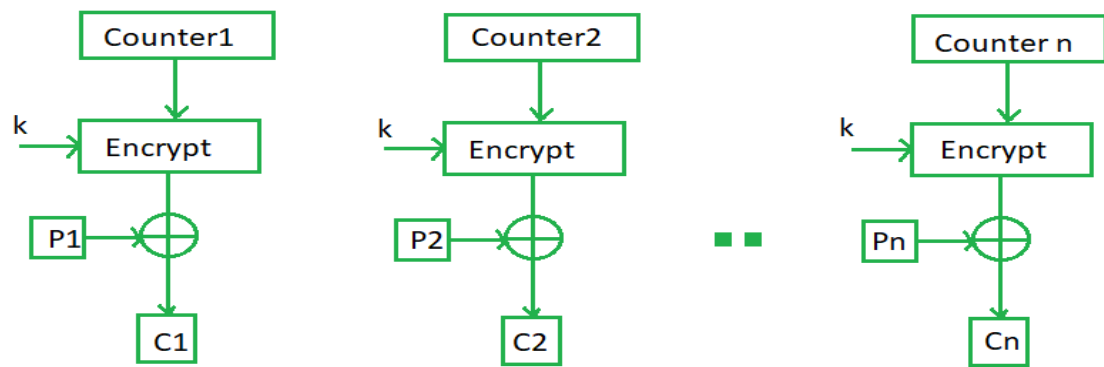 Counter1 Counter2 Counter n
k Encrypt k Encrypt k Encrypt
P1 P2 Pn
C1 C2 Cn